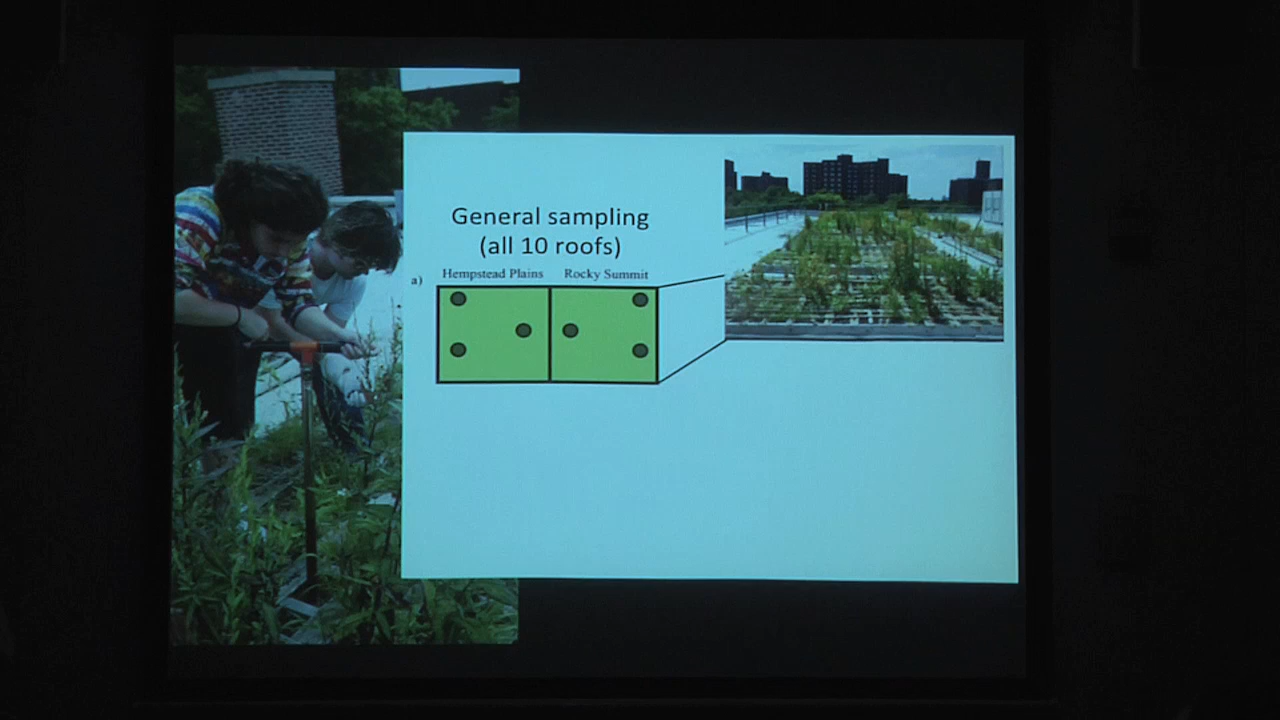 General sampling
(all 10 roofs)
a)
Hempstead Plains Rocky Summit